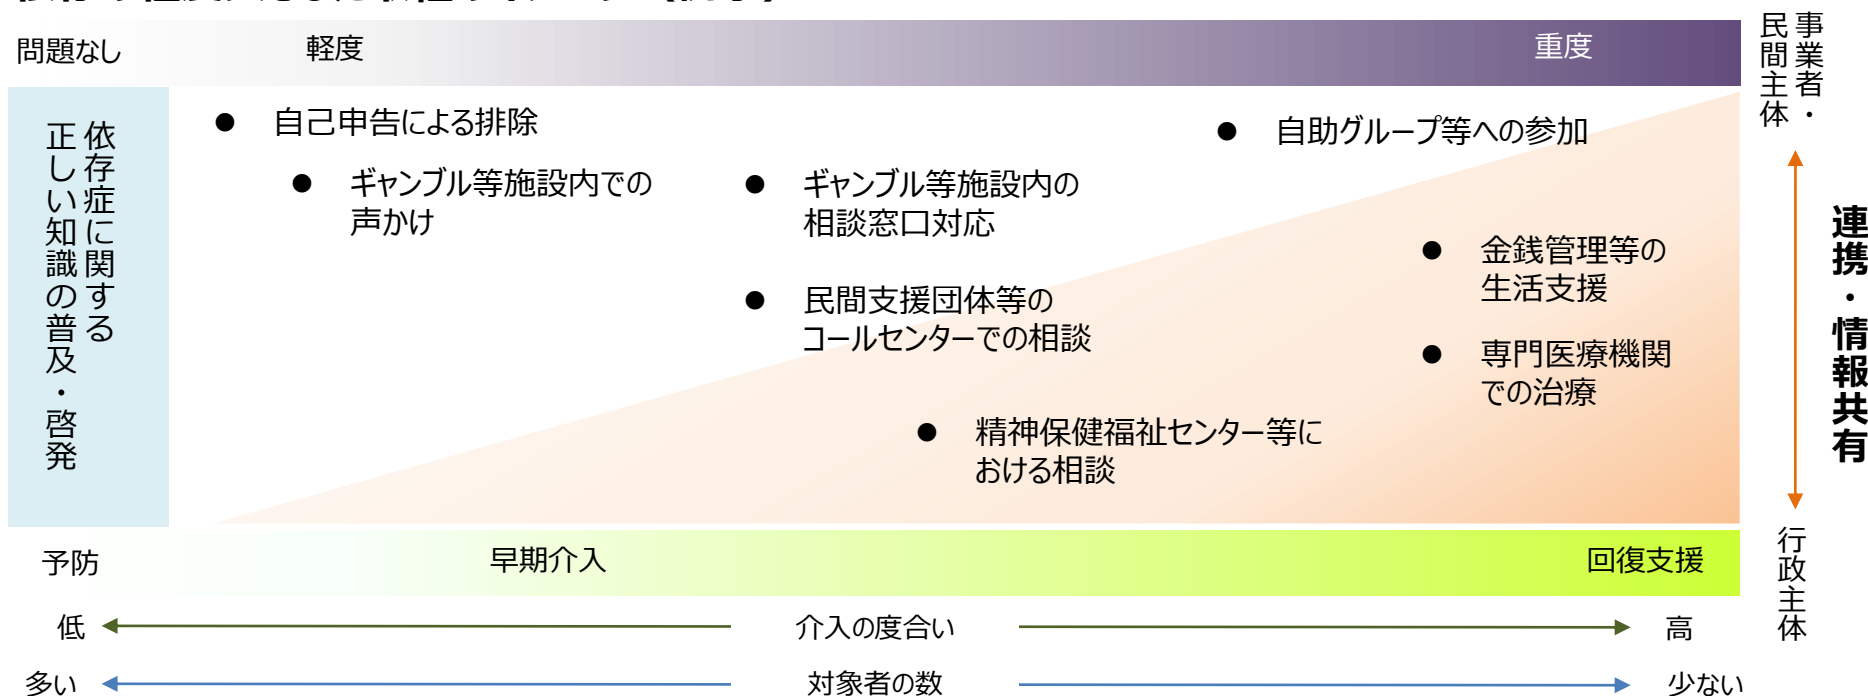 問題なし
軽度
重度
事業者・
民間主体
依存症に関する
正しい知識の普及・啓発
● 自己申告による排除
● ギャンブル等施設内での
声かけ
● ギャンブル等施設内の
相談窓口対応
● 民間支援団体等の
コールセンターでの相談
● 精神保健福祉センター等に
おける相談
● 自助グループ等への参加
● 金銭管理等の
生活支援
● 専門医療機関
での治療
連携・情報共有
行政主体
予防
早期介入
回復支援
低
介入の度合い
高
多い
対象者の数
少ない